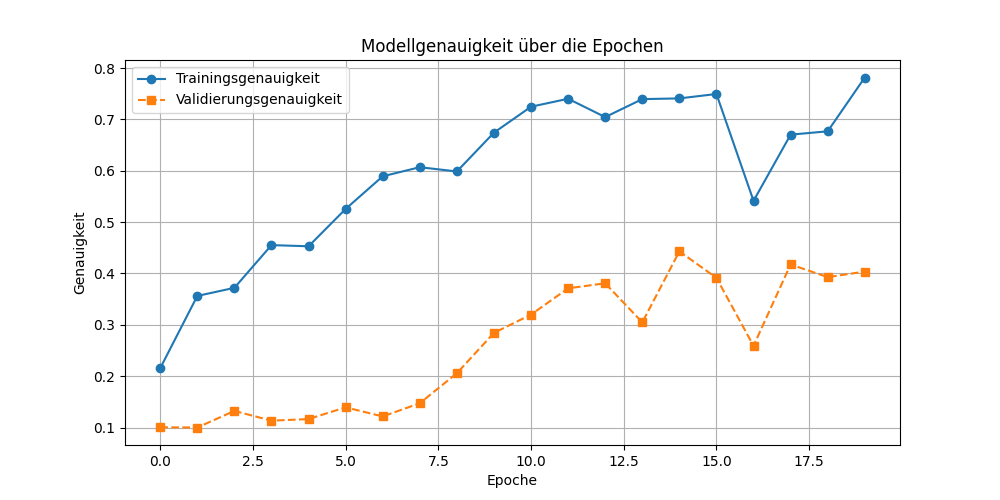 Modellgenauigkeit über die Epochen
Trainingsgenauigkeit
Validierungsgenauigkeit
Genauigkeit
0.8
0.7
0.6
0.5
0.4
0.3
0.2
0.1
0.0 2.5 5.0 7.5 10.0 12.5 15.0 17.5
Epoche